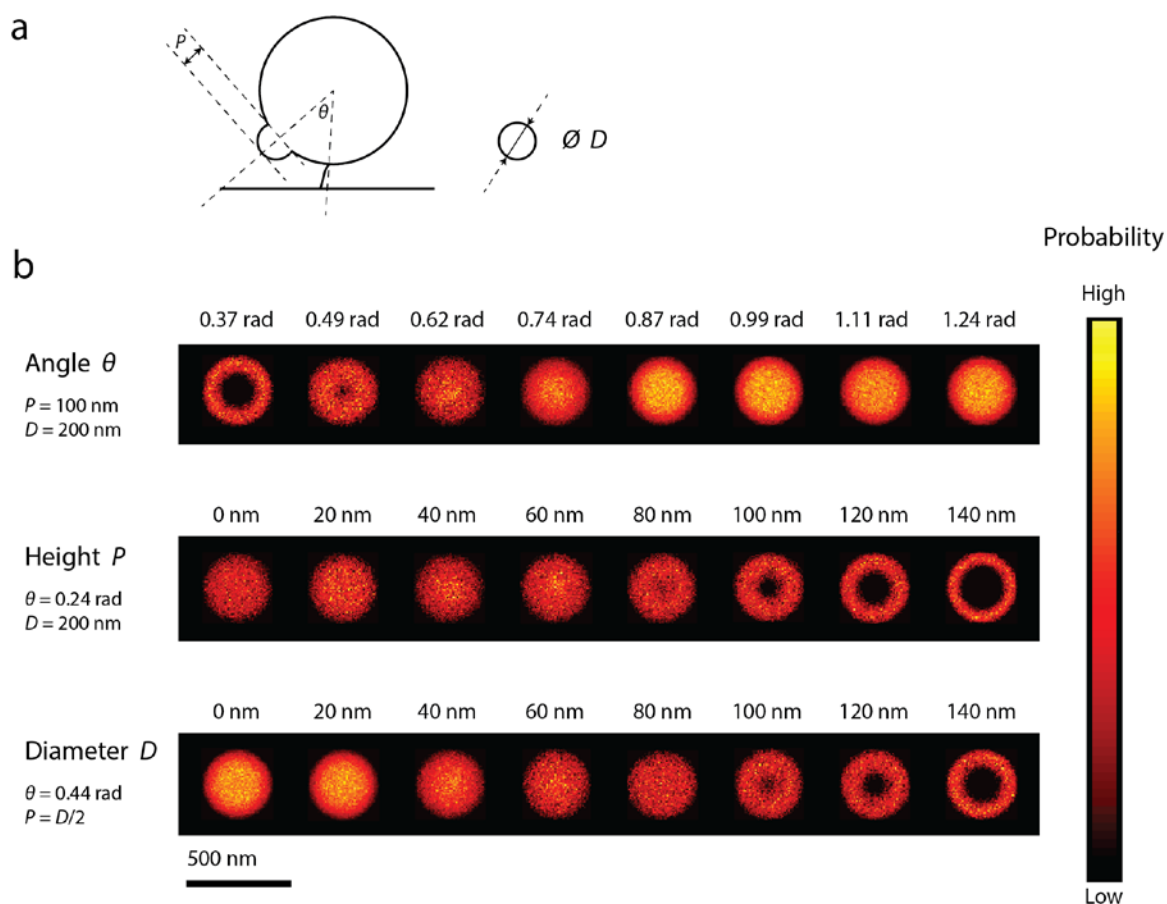 a
P
θ
Ø D
b
Probability
High
0.37 rad 0.49 rad 0.62 rad 0.74 rad 0.87 rad 0.99 rad 1.11 rad 1.24 rad
Angle θ
P = 100 nm
D = 200 nm
0 nm 20 nm 40 nm 60 nm 80 nm 100 nm 120 nm 140 nm
Height P
θ = 0.24 rad
D = 200 nm
0 nm 20 nm 40 nm 60 nm 80 nm 100 nm 120 nm 140 nm
Diameter D
θ = 0.44 rad
P = D/2
500 nm
Low